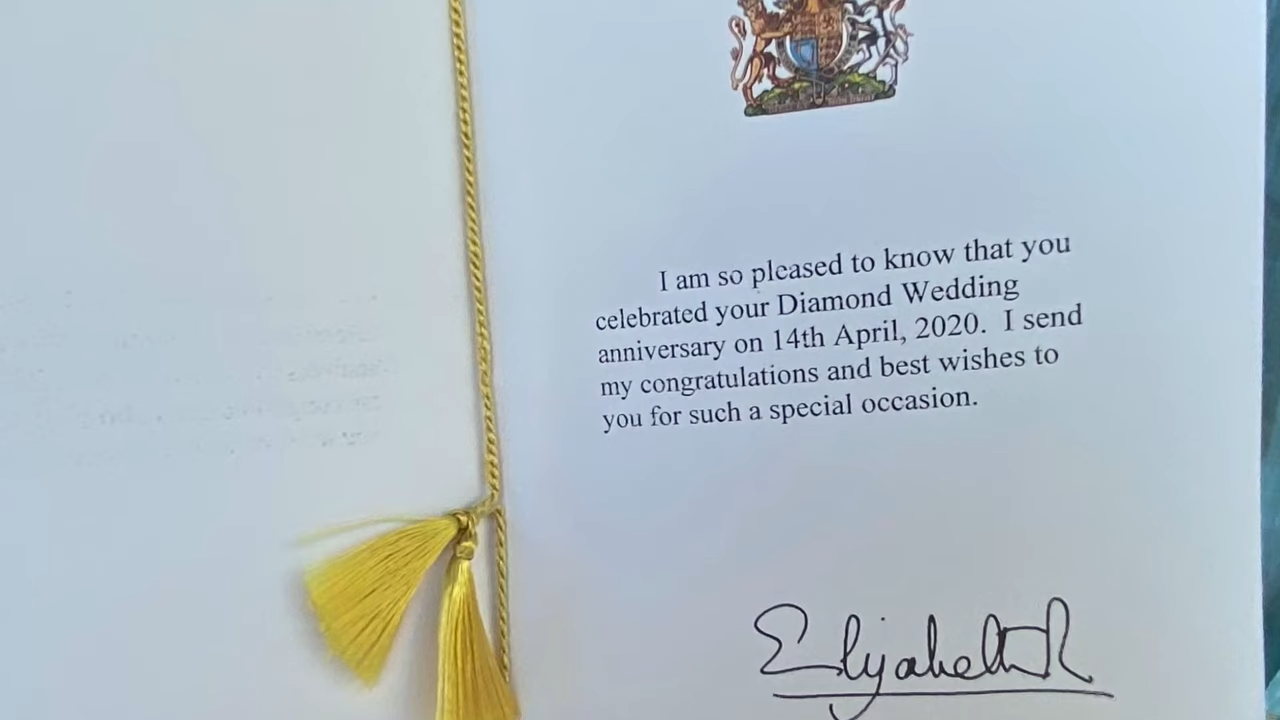 I am so pleased to know that you
celebrated your Diamond Wedding
anniversary on 14th April, 2020.  I send
my congratulations and best wishes to
you for such a special occasion.
Elizabeth R